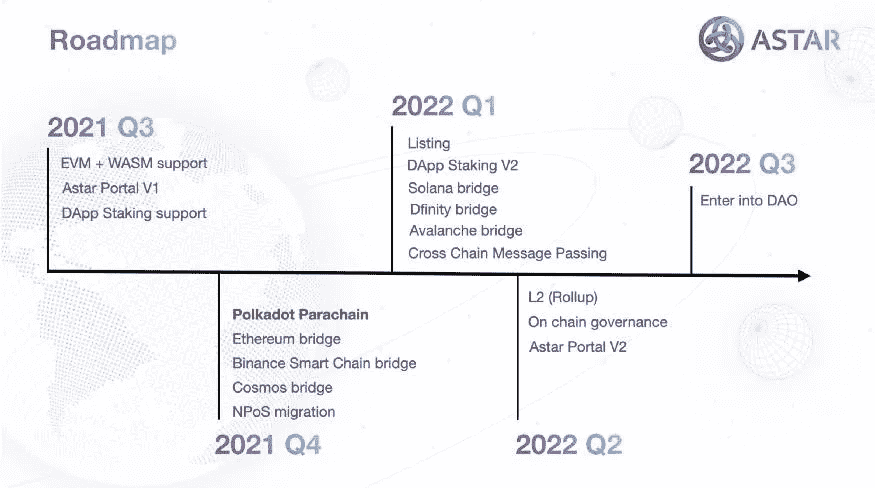 Roadmap
ASTAR
2021 Q3
EVM + WASM support
Astar Portal V1
DApp Staking support
Polkadot Parachain
Ethereum bridge
Binance Smart Chain bridge
Cosmos bridge
NPoS migration
2021 Q4
2022 Q1
Listing
DApp Staking V2
Solana bridge
Dfinity bridge
Avalanche bridge
Cross Chain Message Passing
L2 (Rollup)
On chain governance
Astar Portal V2
2022 Q2
2022 Q3
Enter into DAO